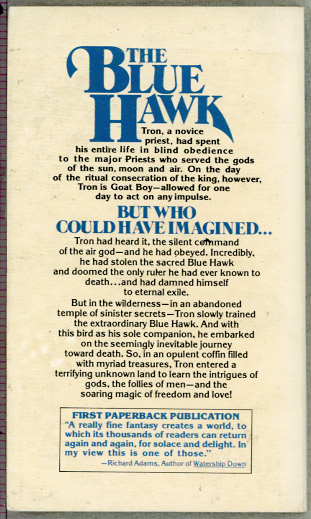 THE
BLUE
HAWK
Tron, a novice
priest, had spent
his entire life in blind obedience
to the major Priests who served the gods
of the sun, moon and air. On the day
of the ritual consecration of the king, however,
Tron is Goat Boy—allowed for one
day to act on any impulse.
BUT WHO
COULD HAVE IMAGINED...
Tron had heard it, the silent command
of the air god—and he had obeyed. Incredibly,
he had stolen the sacred Blue Hawk
and doomed the only ruler he had ever known to
death...and had damned himself
to eternal exile.
But in the wilderness—in an abandoned
temple of sinister secrets—Tron slowly trained
the extraordinary Blue Hawk. And with
this bird as his sole companion, he embarked
on the seemingly inevitable journey
toward death. So, in an opulent coffin filled
with myriad treasures, Tron entered a
terrifying unknown land to learn the intrigues of
gods, the follies of men—and the
soaring magic of freedom and love!
FIRST PAPERBACK PUBLICATION
"A really fine fantasy creates a world, to
which its thousands of readers can return
again and again, for solace and delight. In
my view this is one of those."
—Richard Adams, Author of Watership Down